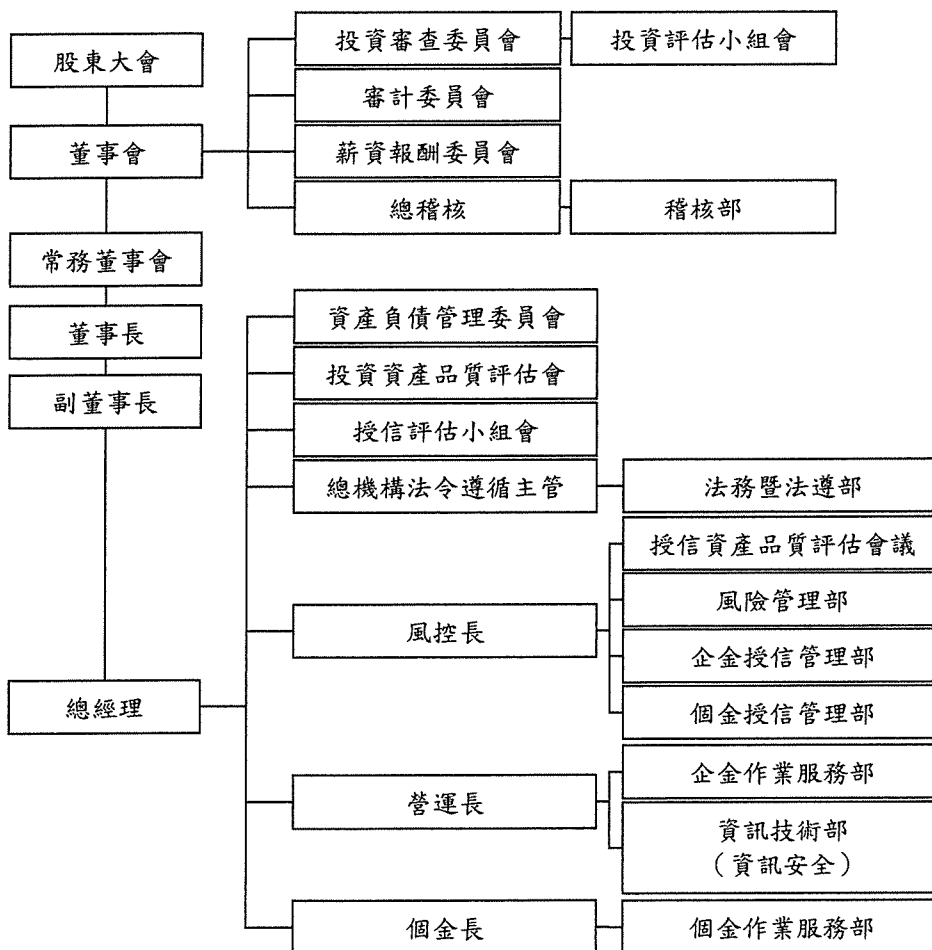 股東大會
董事會
常務董事會
董事長
副董事長
總經理
投資審查委員會
投資評估小組會
審計委員會
薪資報酬委員會
總稽核
稽核部
資產負債管理委員會
投資資產品質評估會
授信評估小組會
總機構法令遵循主管
法務暨法遵部
風控長
授信資產品質評估會議
風險管理部
企金授信管理部
個金授信管理部
營運長
企金作業服務部
資訊技術部
（資訊安全）
個金長
個金作業服務部